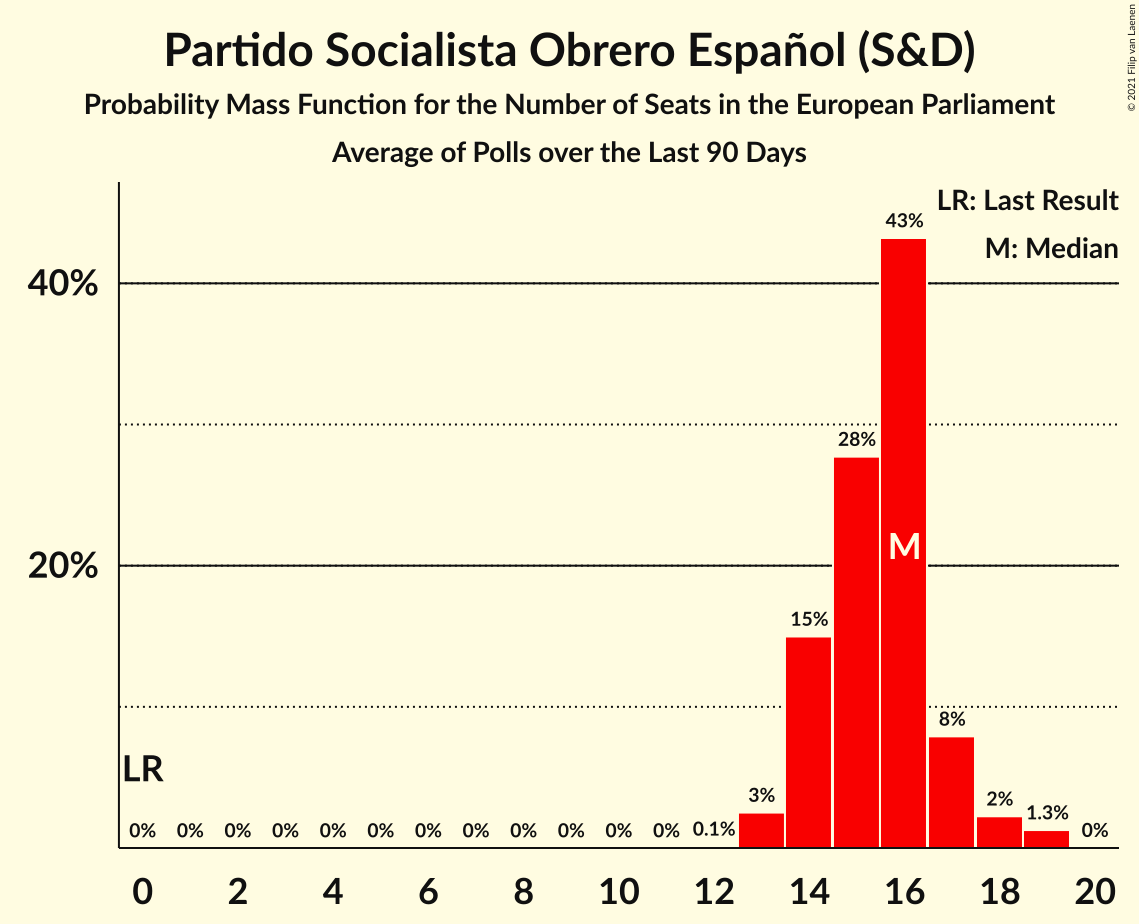 Partido Socialista Obrero Español (S&D)
Probability Mass Function for the Number of Seats in the European Parliament
Average of Polls over the Last 90 Days
© 2021 Filip van Laenen
LR: Last Result
M: Median
40%
20%
43%
28%
M
15%
8%
LR
3%
2%
1.3%
0% 0% 0% 0% 0% 0% 0% 0% 0% 0% 0% 0% 0.1% 0%
0 2 4 6 8 10 12 14 16 18 20